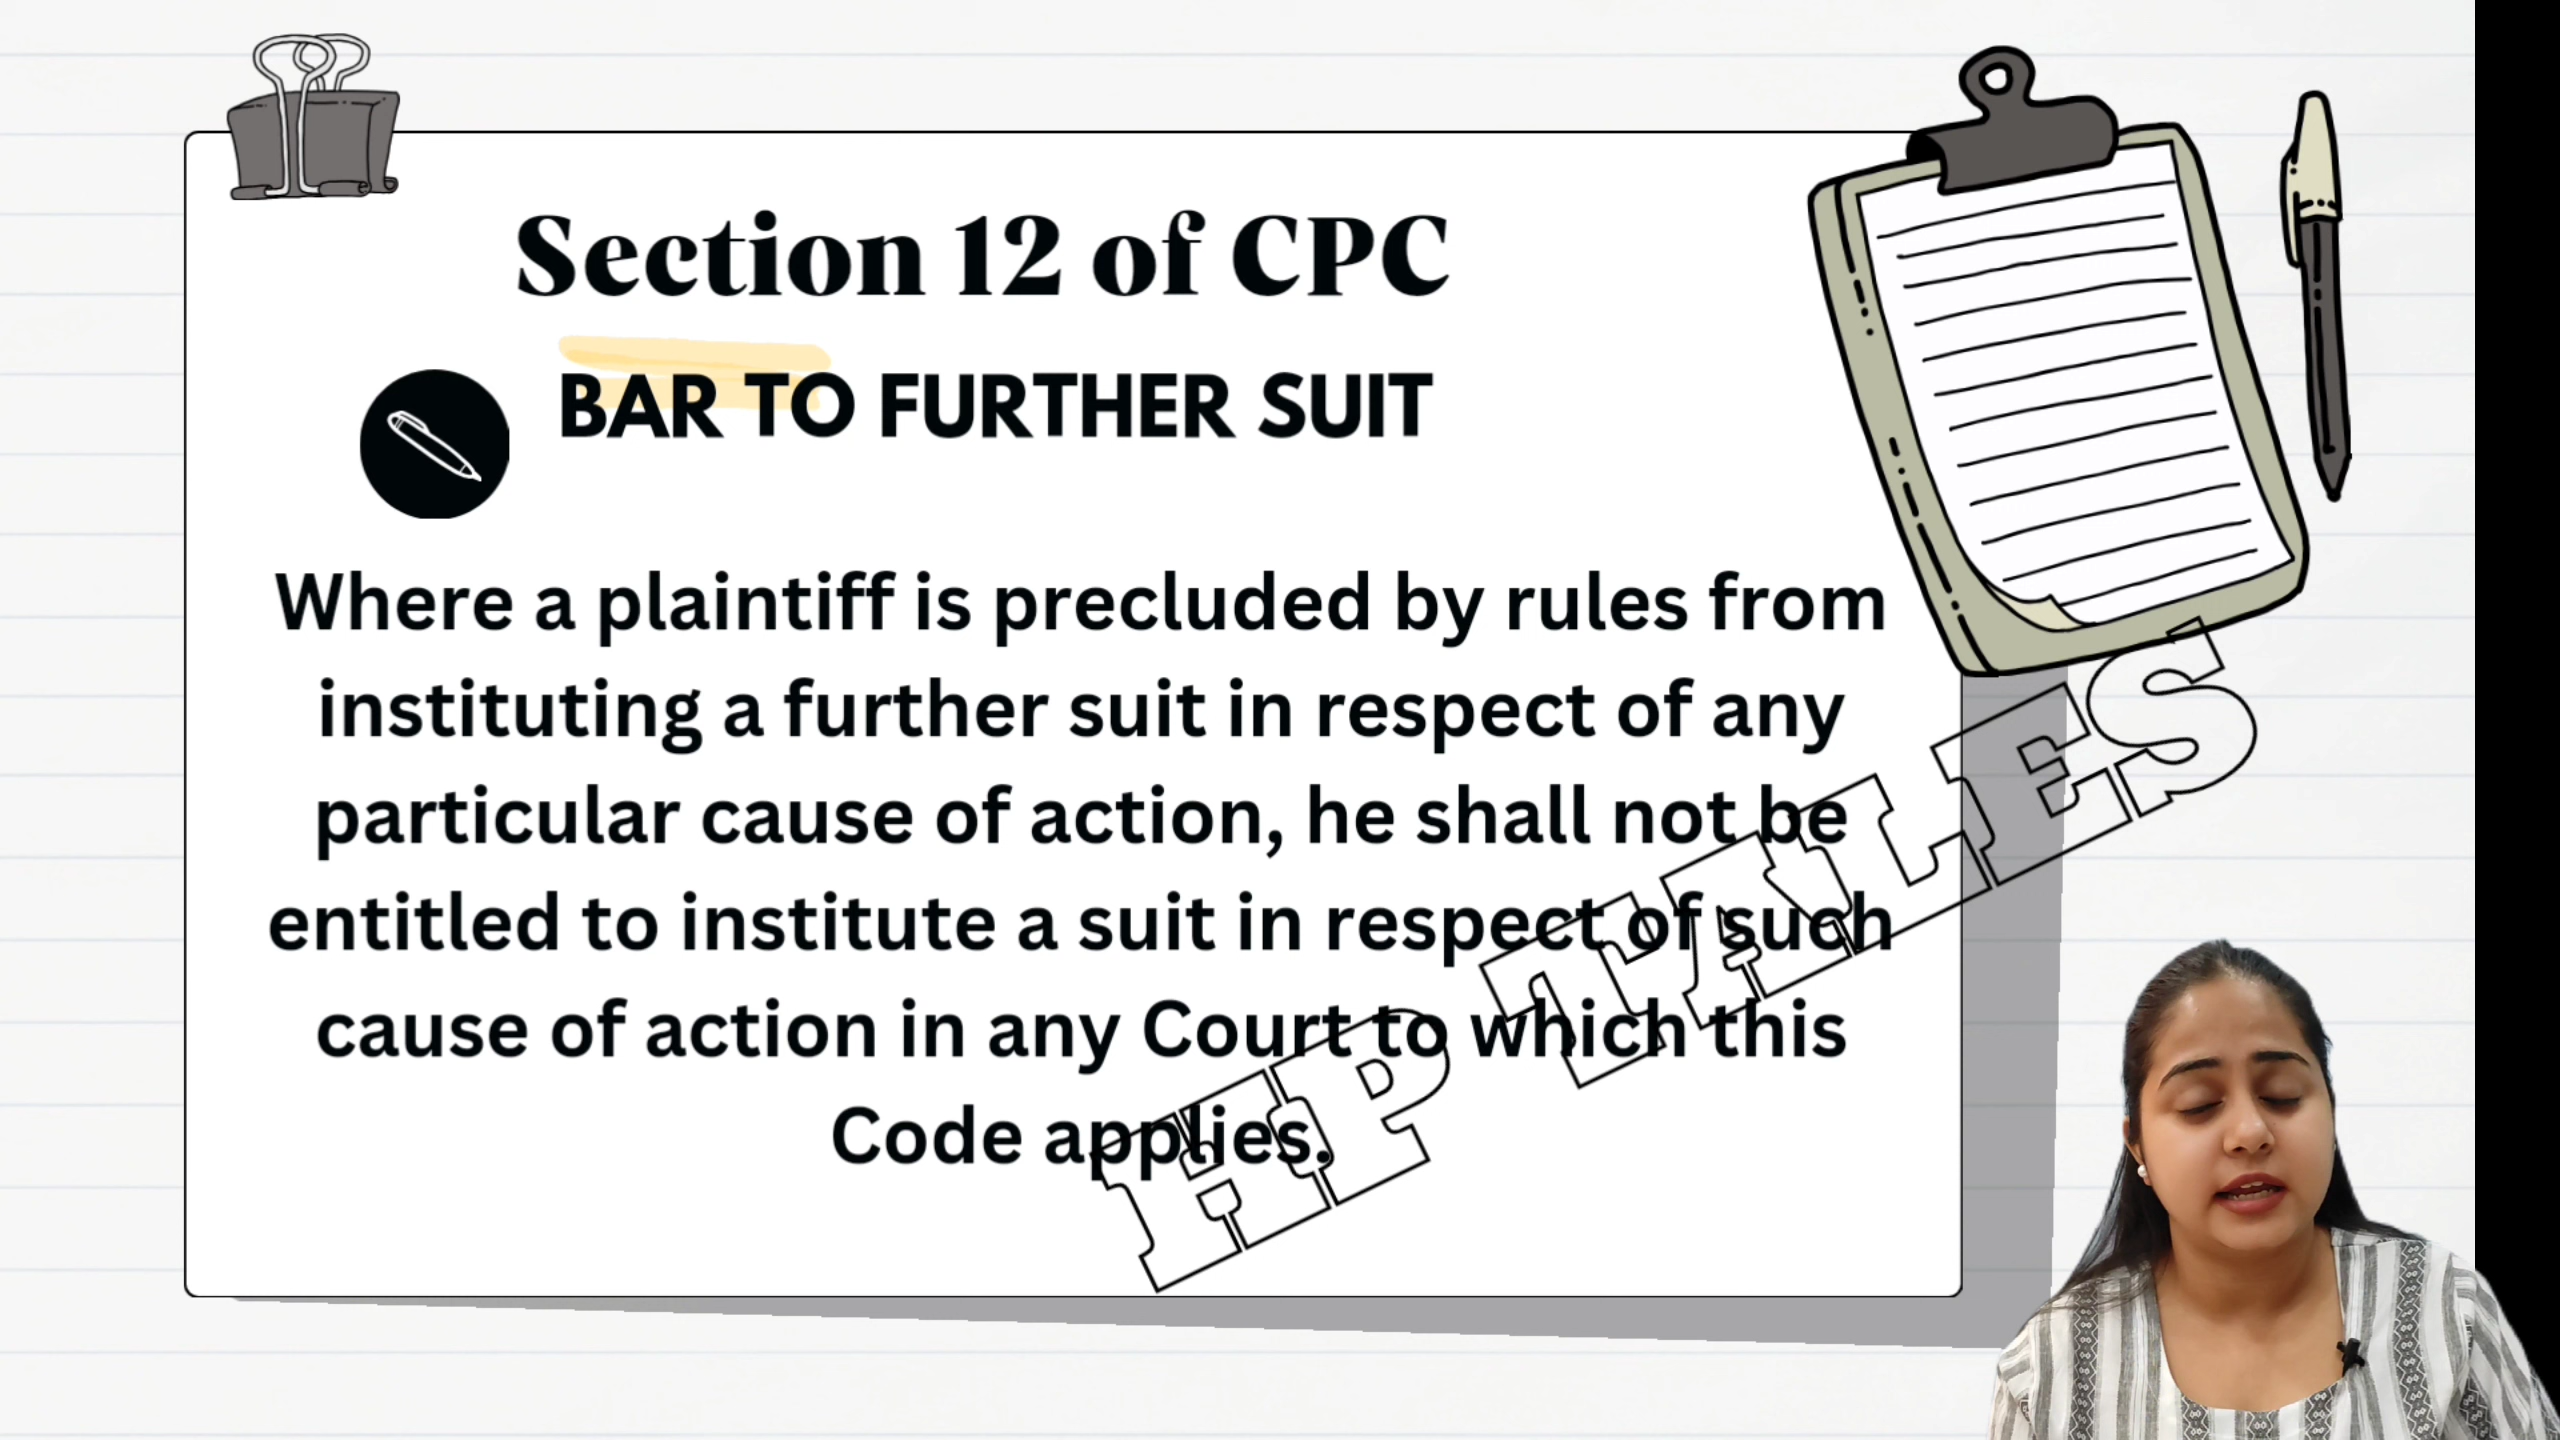 Section 12 of CPC
BAR TO FURTHER SUIT
Where a plaintiff is precluded by rules from
instituting a further suit in respect of any
particular cause of action, he shall not be
entitled to institute a suit in respect of such
cause of action in any Court to which this
Code applies.
HP TALES